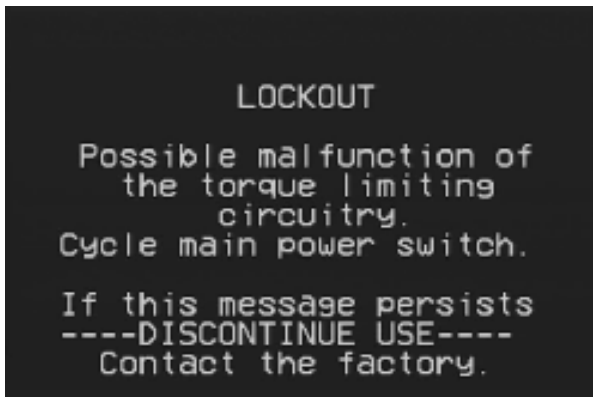 LOCKOUT
Possible malfunction of
the torque limiting
circuitry.
Cycle main power switch.
If this message persists
----DISCONTINUE USE----
Contact the factory.